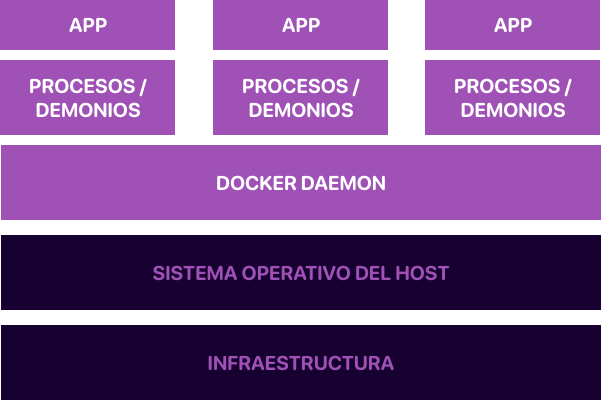 APP
APP
APP
PROCESOS /
DEMONIOS
PROCESOS /
DEMONIOS
PROCESOS /
DEMONIOS
DOCKER DAEMON
SISTEMA OPERATIVO DEL HOST
INFRAESTRUCTURA